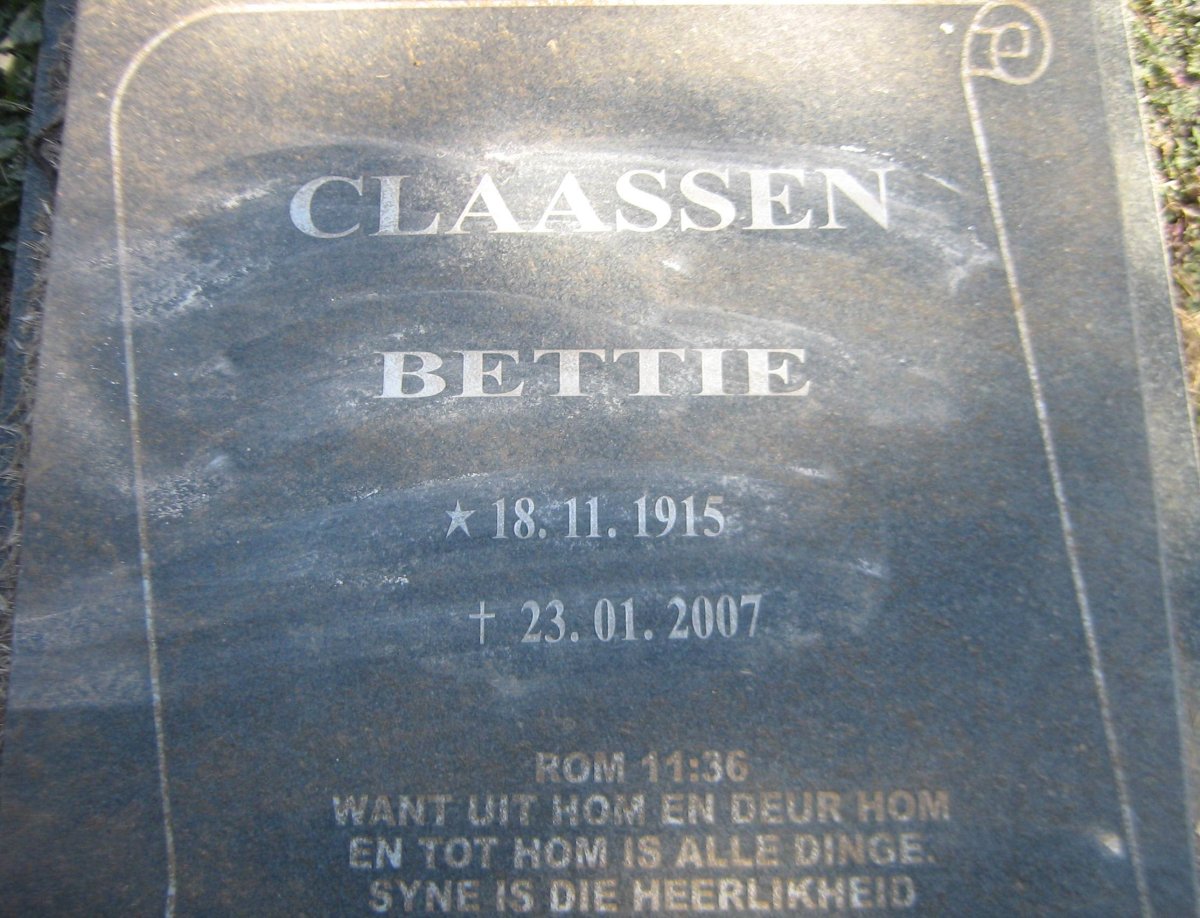 CLAASSEN
BETTIE
★ 18. 11. 1915
† 23. 01. 2007
ROM 11:36
WANT UIT HOM EN DEUR HOM
EN TOT HOM IS ALLE DINGE.
SYNE IS DIE HEERLIKHEID